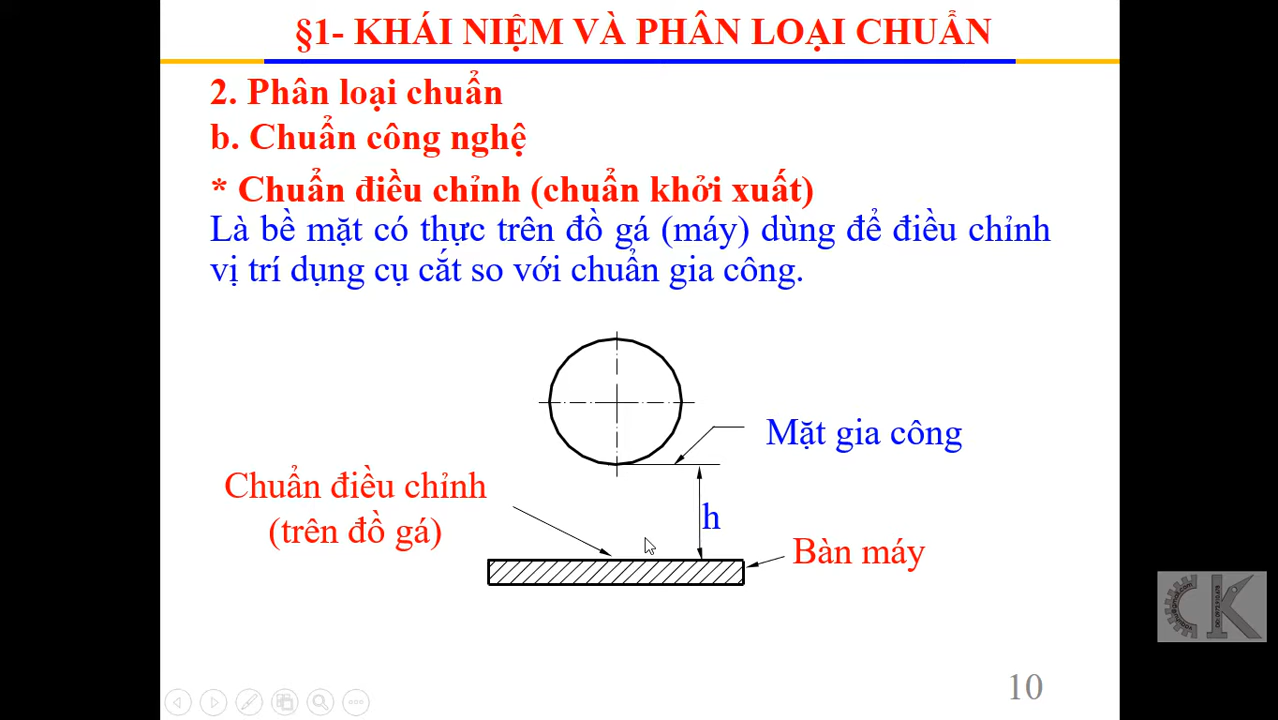 §1- KHÁI NIỆM VÀ PHÂN LOẠI CHUẨN
2. Phân loại chuẩn
b. Chuẩn công nghệ
* Chuẩn điều chỉnh (chuẩn khởi xuất)
Là bề mặt có thực trên đồ gá (máy) dùng để điều chỉnh
vị trí dụng cụ cắt so với chuẩn gia công.
Mặt gia công
Chuẩn điều chỉnh
(trên đồ gá)
h
Bàn máy
CK
10